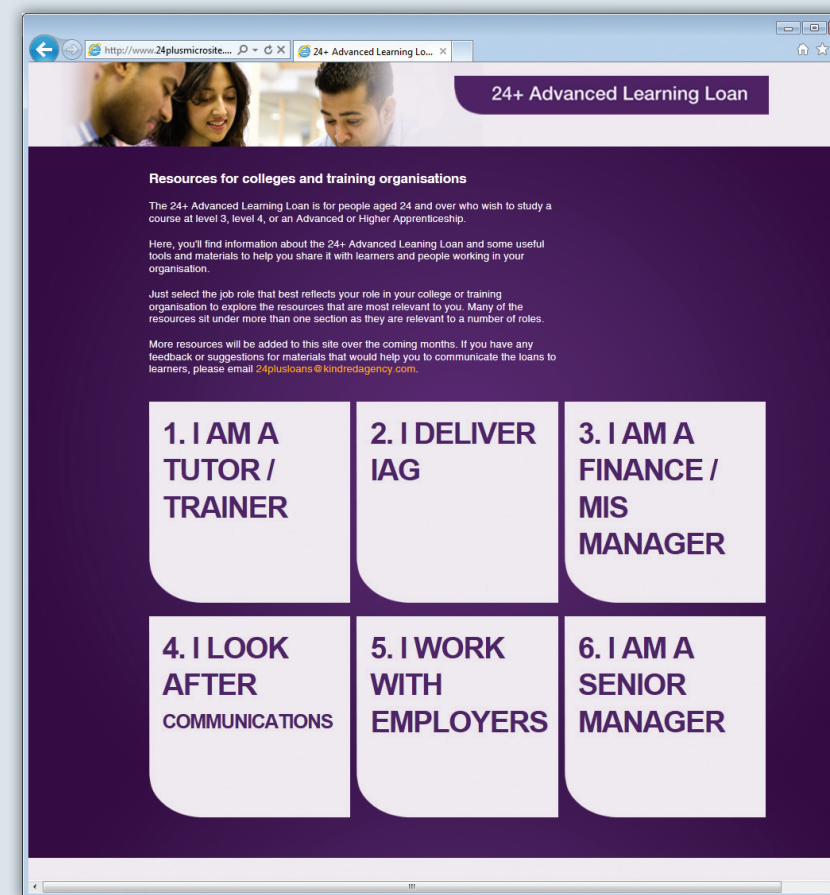 http://www.24plusmicrosite....
24+ Advanced Learning Lo...
24+ Advanced Learning Loan
Resources for colleges and training organisations
The 24+ Advanced Learning Loan is for people aged 24 and over who wish to study a
course at level 3, level 4, or an Advanced or Higher Apprenticeship.
Here, you'll find information about the 24+ Advanced Leaning Loan and some useful
tools and materials to help you share it with learners and people working in your
organisation.
Just select the job role that best reflects your role in your college or training
organisation to explore the resources that are most relevant to you. Many of the
resources sit under more than one section as they are relevant to a number of roles.
More resources will be added to this site over the coming months. If you have any
feedback or suggestions for materials that would help you to communicate the loans to
learners, please email 24plusloans@kindredagency.com.
1. I AM A
TUTOR /
TRAINER
2. I DELIVER
IAG
3. I AM A
FINANCE /
MIS
MANAGER
4. I LOOK
AFTER
COMMUNICATIONS
5. I WORK
WITH
EMPLOYERS
6. I AM A
SENIOR
MANAGER